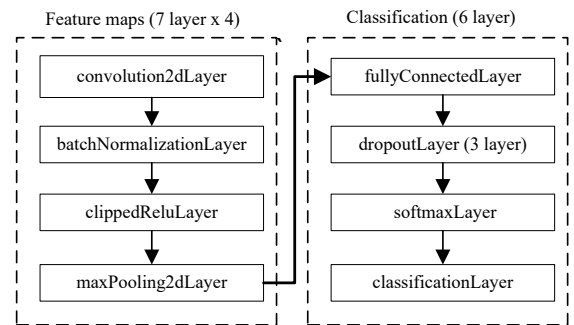 Feature maps (7 layer x 4)
convolution2dLayer
batchNormalizationLayer
clippedReluLayer
maxPooling2dLayer
Classification (6 layer)
fullyConnectedLayer
dropoutLayer (3 layer)
softmaxLayer
classificationLayer